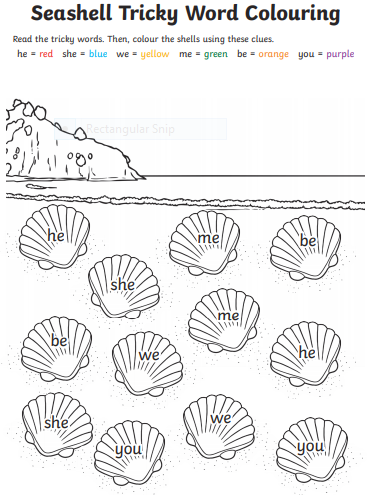 Seashell Tricky Word Colouring
Read the tricky words. Then, colour the shells using these clues.
he = red she = blue we = yellow me = green be = orange you = purple
Rectangular Snip
he
me
be
she
me
be
we
he
she
we
you
you